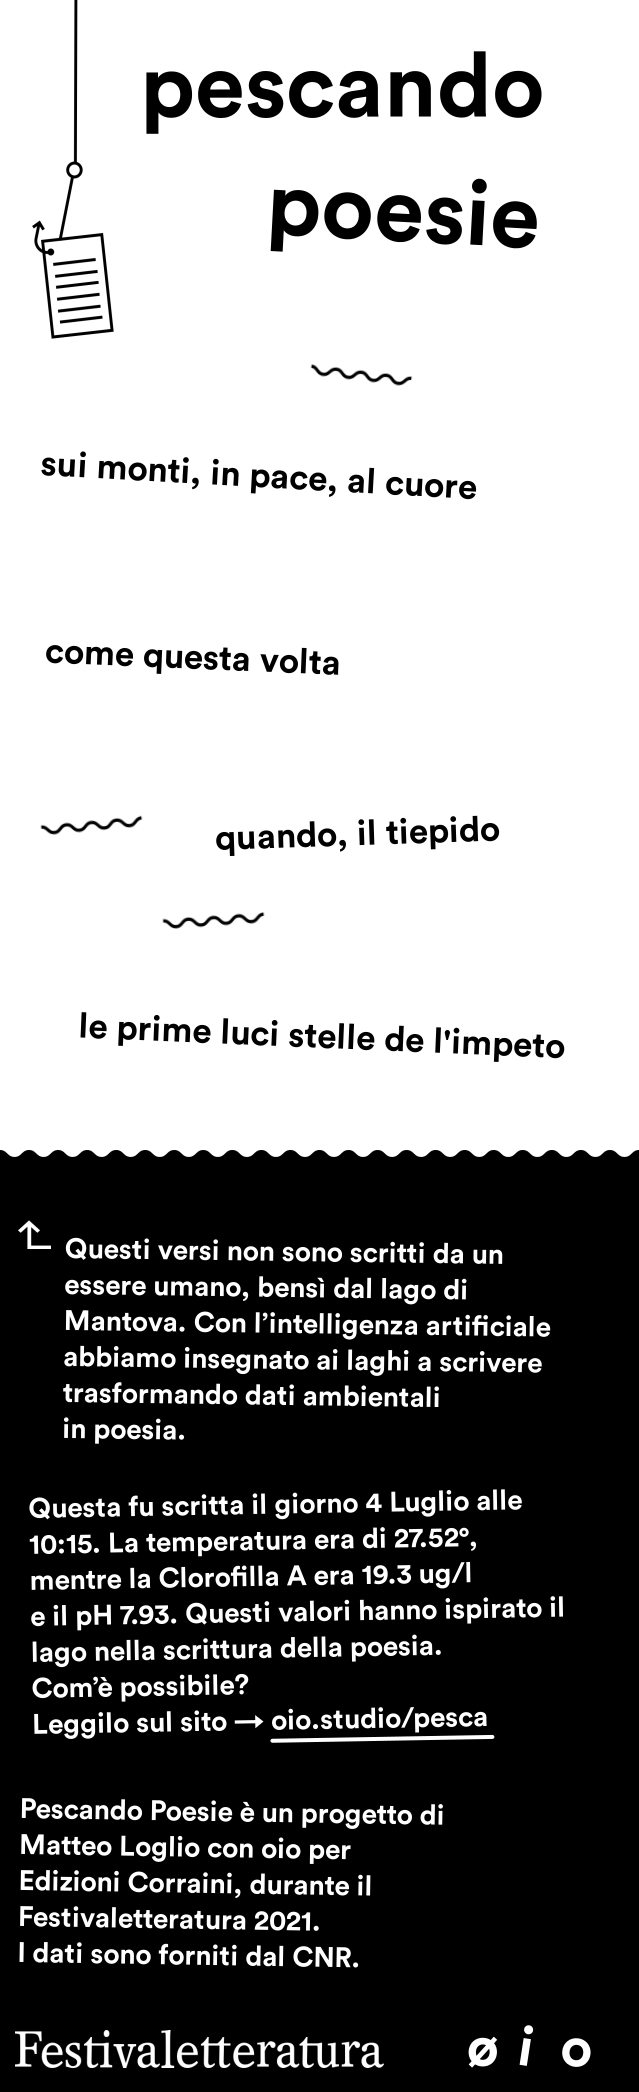 pescando
poesie
sui monti, in pace, al cuore
come questa volta
quando, il tiepido
le prime luci stelle de l'impeto
Questi versi non sono scritti da un
essere umano, bensì dal lago di
Mantova. Con l’intelligenza artificiale
abbiamo insegnato ai laghi a scrivere
trasformando dati ambientali
in poesia.
Questa fu scritta il giorno 4 Luglio alle
10:15. La temperatura era di 27.52°,
mentre la Clorofilla A era 19.3 ug/l
e il pH 7.93. Questi valori hanno ispirato il
lago nella scrittura della poesia.
Com’è possibile?
Leggilo sul sito → oio.studio/pesca
Pescando Poesie è un progetto di
Matteo Loglio con oio per
Edizioni Corraini, durante il
Festivaletteratura 2021.
I dati sono forniti dal CNR.
Festivaletteratura ø i o